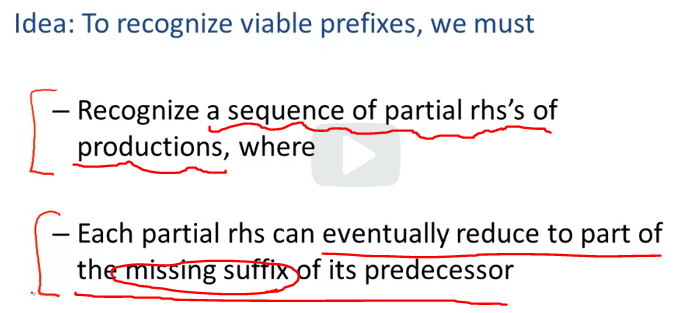 Idea: To recognize viable prefixes, we must
– Recognize a sequence of partial rhs's of
productions, where
– Each partial rhs can eventually reduce to part of
the missing suffix of its predecessor